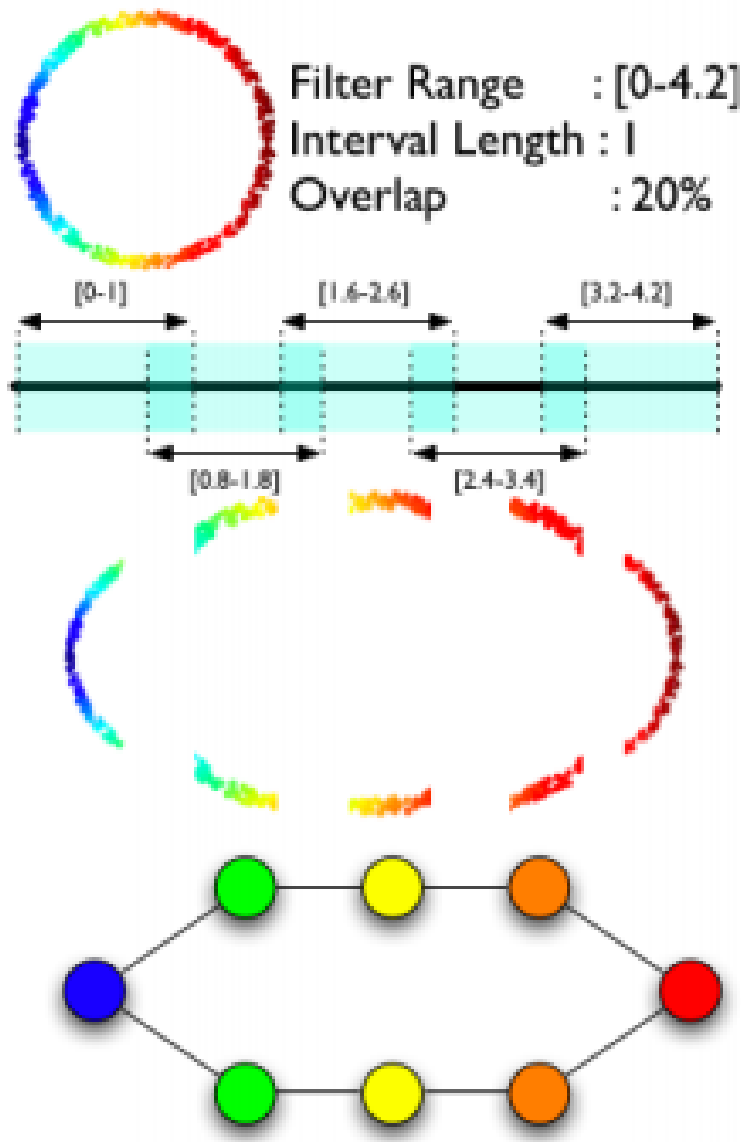 Filter Range : [0-4.2]
Interval Length : 1
Overlap : 20%
[0-1] [1.6-2.6] [3.2-4.2]
[0.8-1.8] [2.4-3.4]